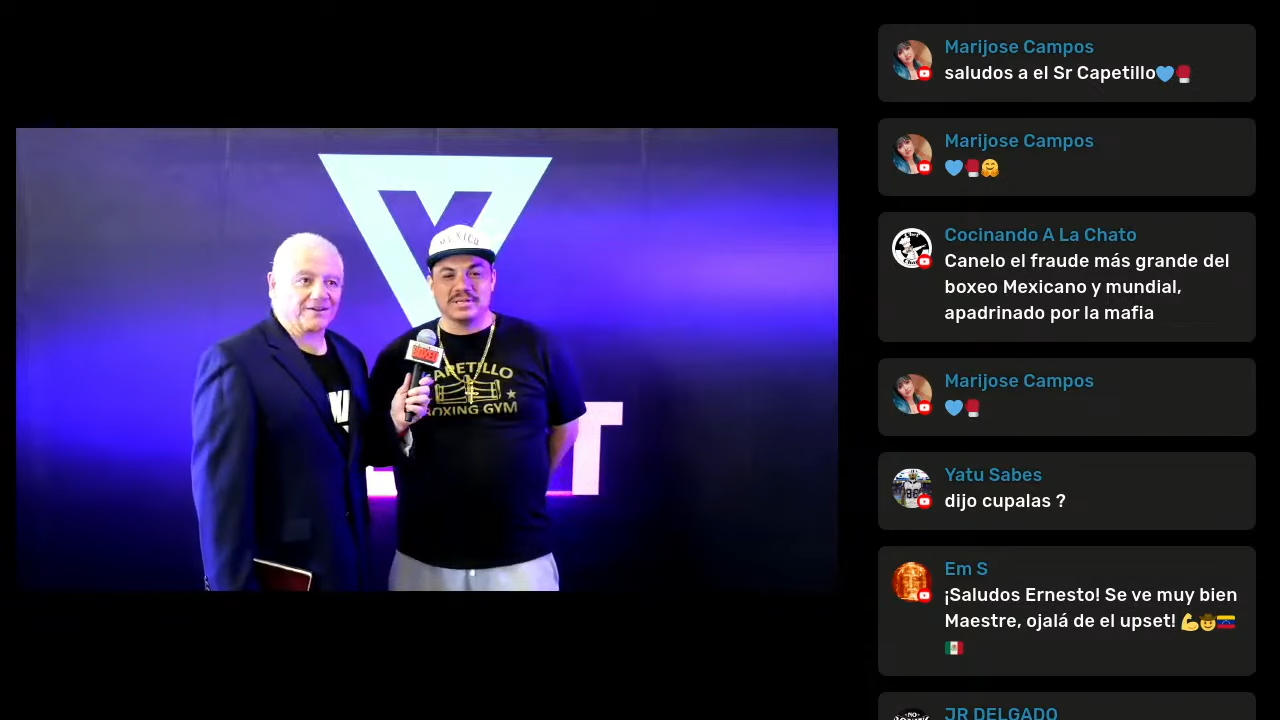 MEXICO
CAPETILLO
BOXING GYM
T
Marijose Campos
saludos a el Sr Capetillo💙🥊
Marijose Campos
💙🥊🤗
Cocinando A La Chato
Canelo el fraude más grande del
boxeo Mexicano y mundial,
apadrinado por la mafia
Marijose Campos
💙🥊
Yatu Sabes
dijo cupalas ?
Em S
¡Saludos Ernesto! Se ve muy bien
Maestre, ojalá de el upset! 💪🤠🇻🇪
🇲🇽
JR DELGADO